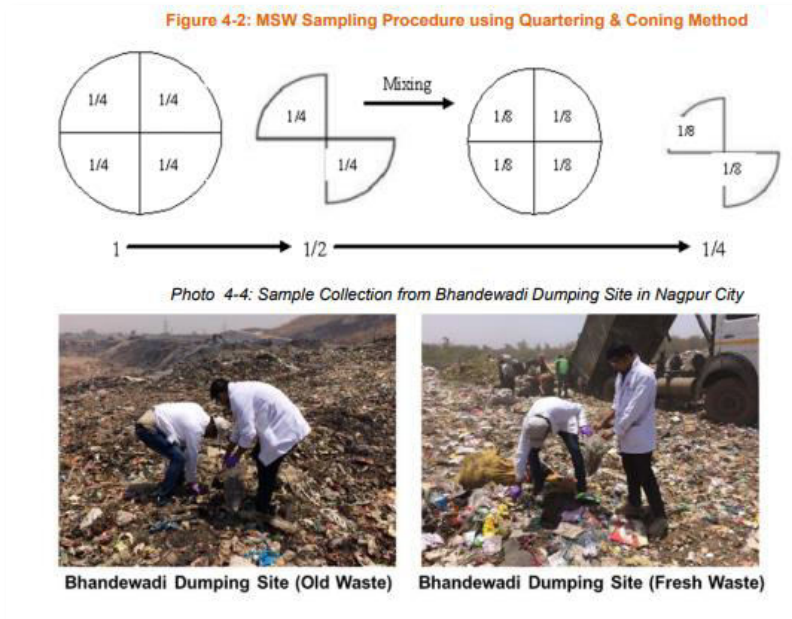 Figure 4-2: MSW Sampling Procedure using Quartering & Coning Method
1/4 1/4
1/4 1/4
1/4
1/4
Mixing
1/8 1/8
1/8 1/8
1/8
1/8
1 1/2 1/4
Photo 4-4: Sample Collection from Bhandewadi Dumping Site in Nagpur City
Bhandewadi Dumping Site (Old Waste) Bhandewadi Dumping Site (Fresh Waste)